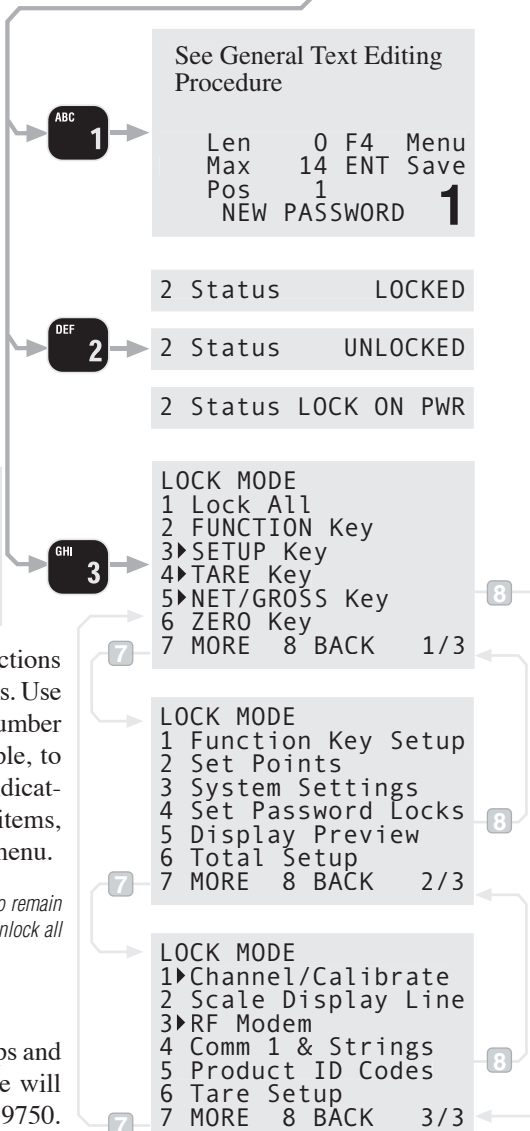 See General Text Editing
Procedure
ABC
1
Len 0 F4 Menu
Max 14 ENT Save
Pos 1
NEW PASSWORD 1
2 Status LOCKED
DEF
2
2 Status UNLOCKED
2 Status LOCK ON PWR
GHI
3
LOCK MODE
1 Lock All
2 FUNCTION Key
3▶SETUP Key
4▶TARE Key
5▶NET/GROSS Key
6 ZERO Key
7 MORE 8 BACK 1/3
8
7
ctions
s. Use
umber
ble, to
dicat-
items,
menu.
o remain
nlock all
LOCK MODE
1 Function Key Setup
2 Set Points
3 System Settings
4 Set Password Locks
5 Display Preview
6 Total Setup
7 MORE 8 BACK 2/3
8
7
LOCK MODE
1▶Channel/Calibrate
2 Scale Display Line
3▶RF Modem
4 Comm 1 & Strings
5 Product ID Codes
6 Tare Setup
7 MORE 8 BACK 3/3
8
7
ps and
e will
9750.